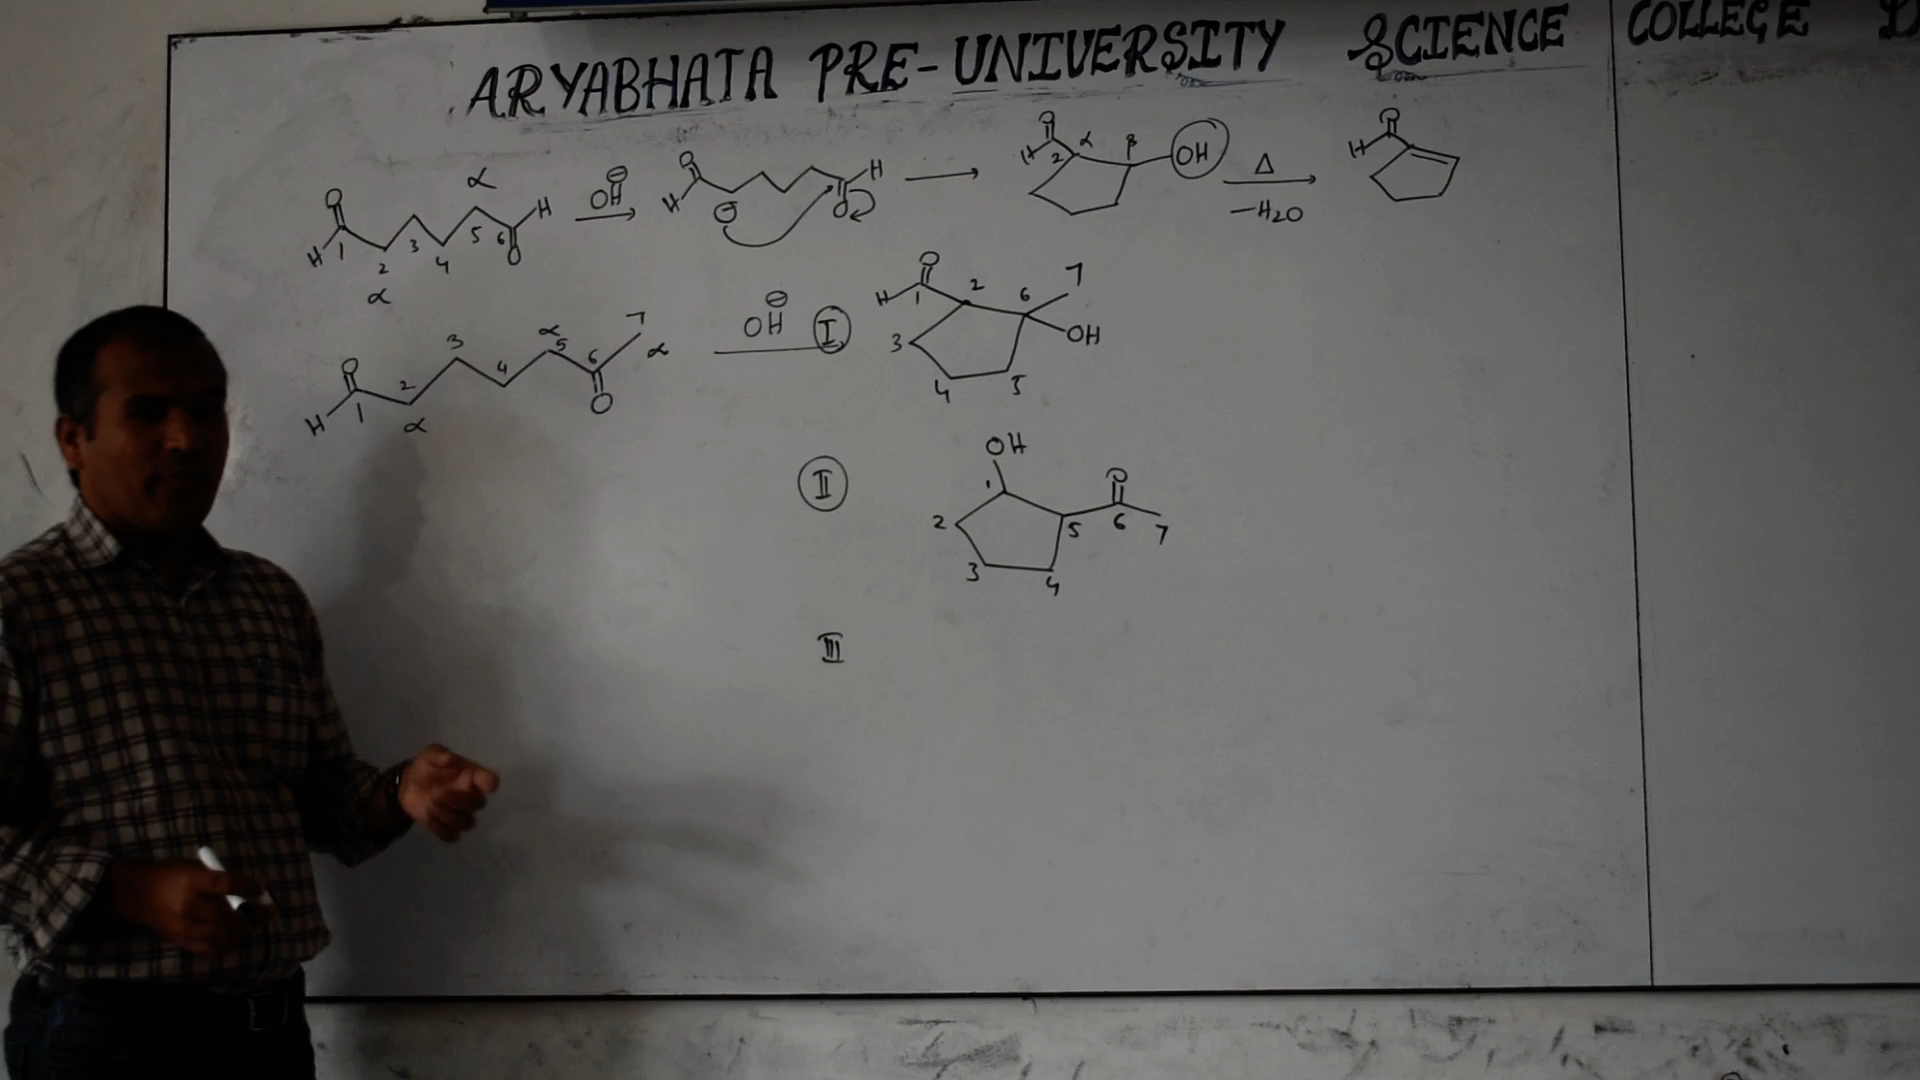 ARYABHATA PRE-UNIVERSITY SCIENCE COLLEGE
O H 1 2 α 3 4 5 α 6 O H
OH ⊖
O H ⊖ O H
O H 2 α β OH
Δ
-H2O
O H
O H 1 2 α 3 4 5 α 6 O 7 α
OH ⊖
I O H 1 2 3 4 5 6 7 OH
II OH 1 2 3 4 5 6 O 7
III